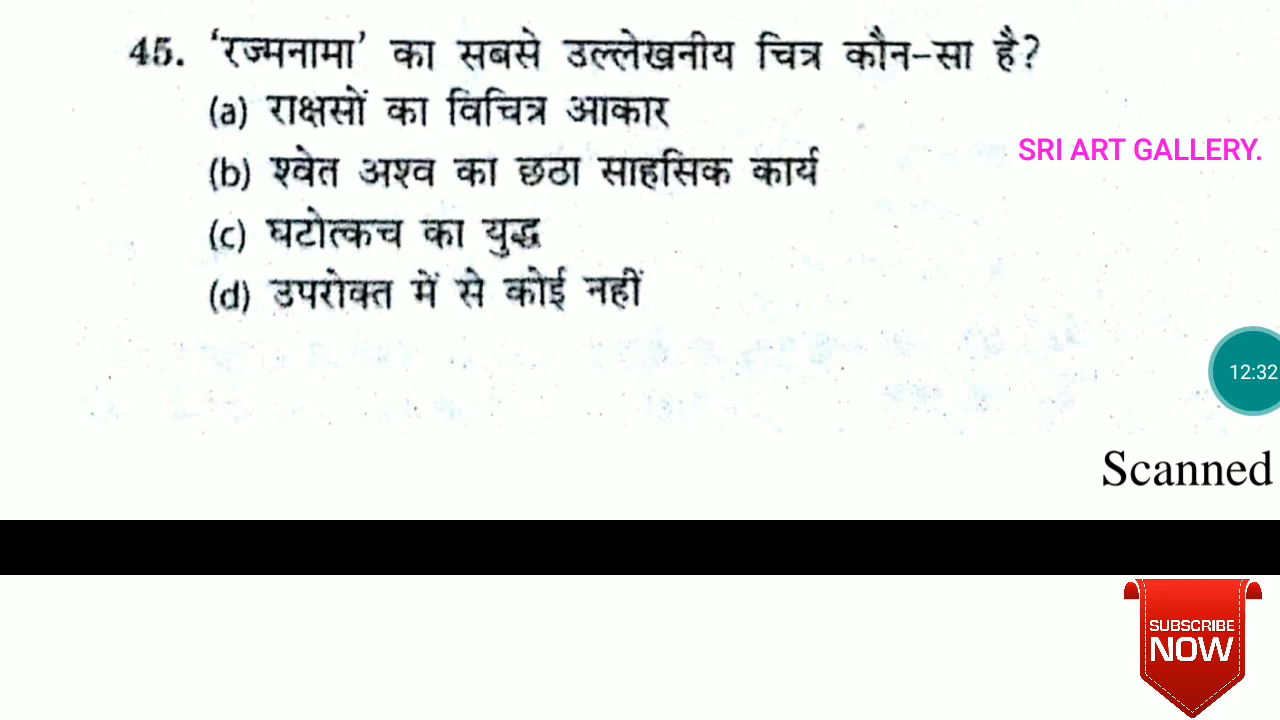 45. ‘रज्मनामा’ का सबसे उल्लेखनीय चित्र कौन-सा है?
(a) राक्षसों का विचित्र आकार
SRI ART GALLERY.
(b) श्वेत अश्व का छठा साहसिक कार्य
(c) घटोत्कच का युद्ध
(d) उपरोक्त में से कोई नहीं
12:32
Scanned
SUBSCRIBE
NOW